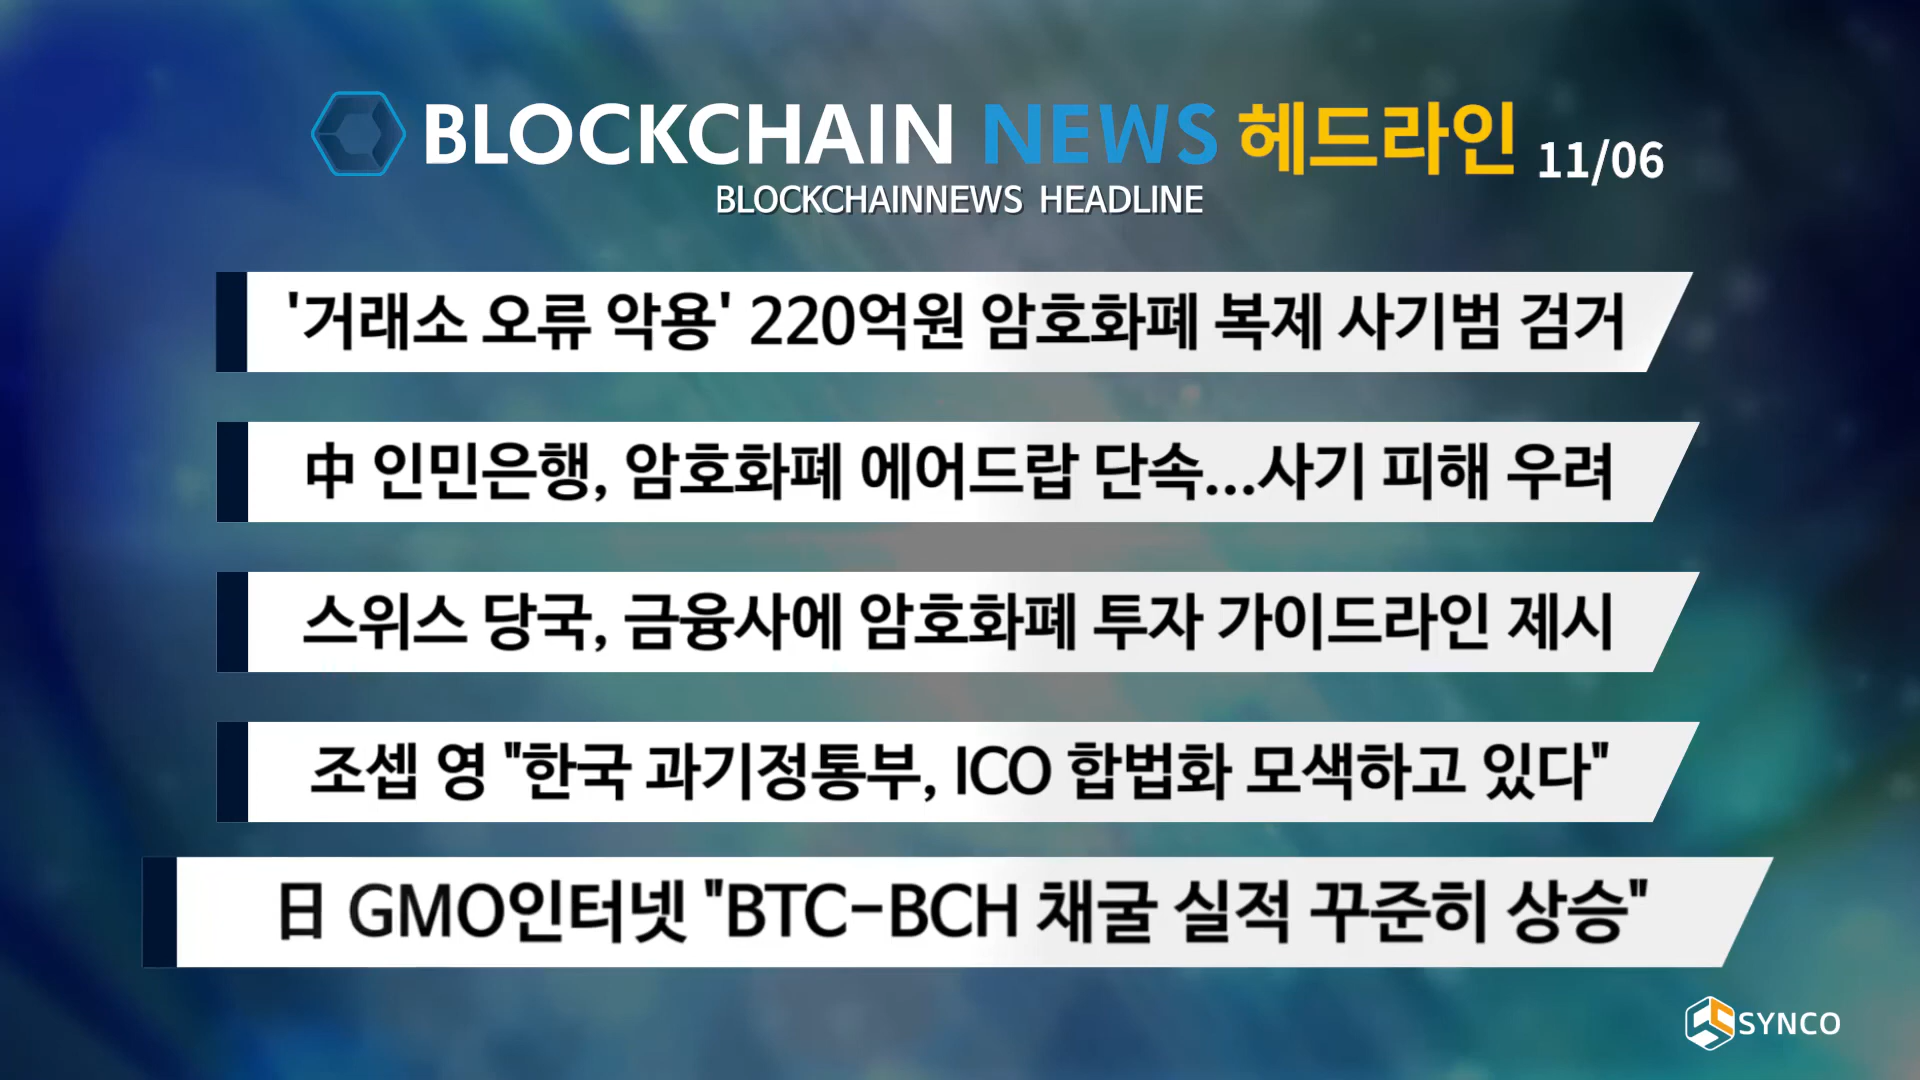 BLOCKCHAIN NEWS 헤드라인 11/06
BLOCKCHAINNEWS HEADLINE
'거래소 오류 악용' 220억원 암호화폐 복제 사기범 검거
中 인민은행, 암호화폐 에어드랍 단속...사기 피해 우려
스위스 당국, 금융사에 암호화폐 투자 가이드라인 제시
조셉 영 "한국 과기정통부, ICO 합법화 모색하고 있다"
日 GMO인터넷 "BTC-BCH 채굴 실적 꾸준히 상승"
SYNCO